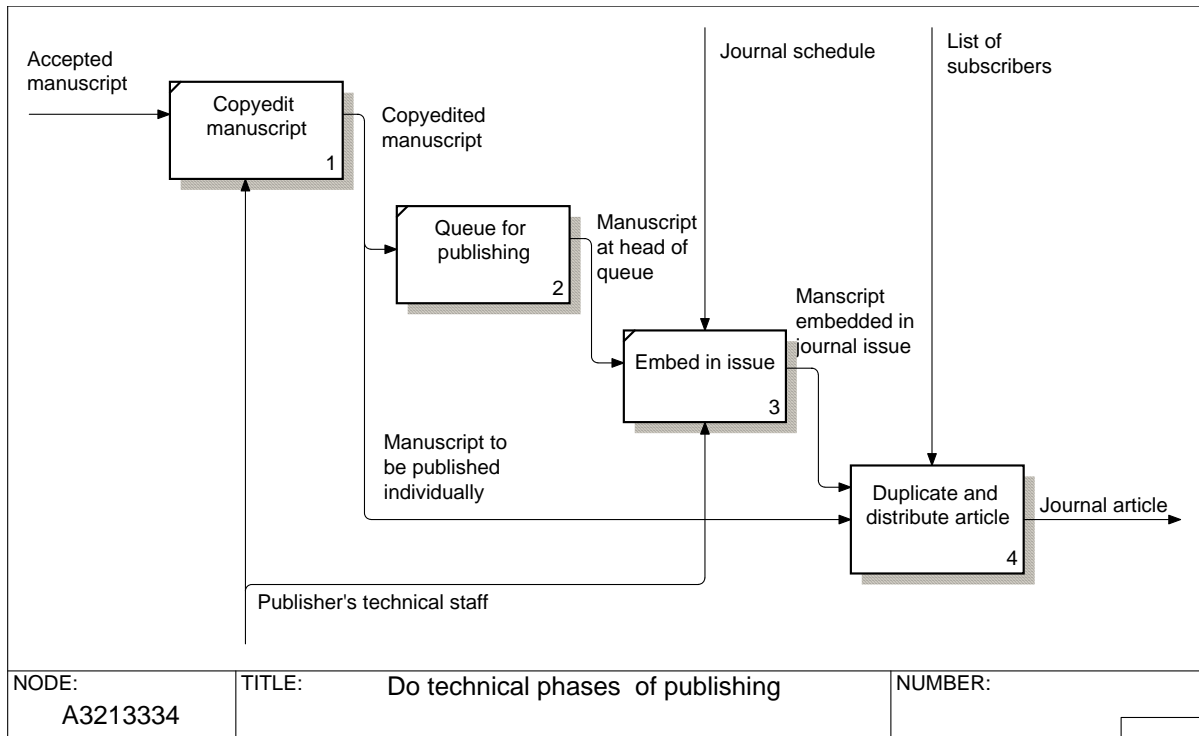 Accepted
manuscript
Copyedit
manuscript
1
Copyedited
manuscript
Journal schedule
List of
subscribers
Queue for
publishing
2
Manuscript
at head of
queue
Embed in issue
3
Manscript
embedded in
journal issue
Manuscript to
be published
individually
Duplicate and
distribute article
4
Journal article
Publisher's technical staff
NODE:
A3213334
TITLE:
Do technical phases  of publishing
NUMBER: